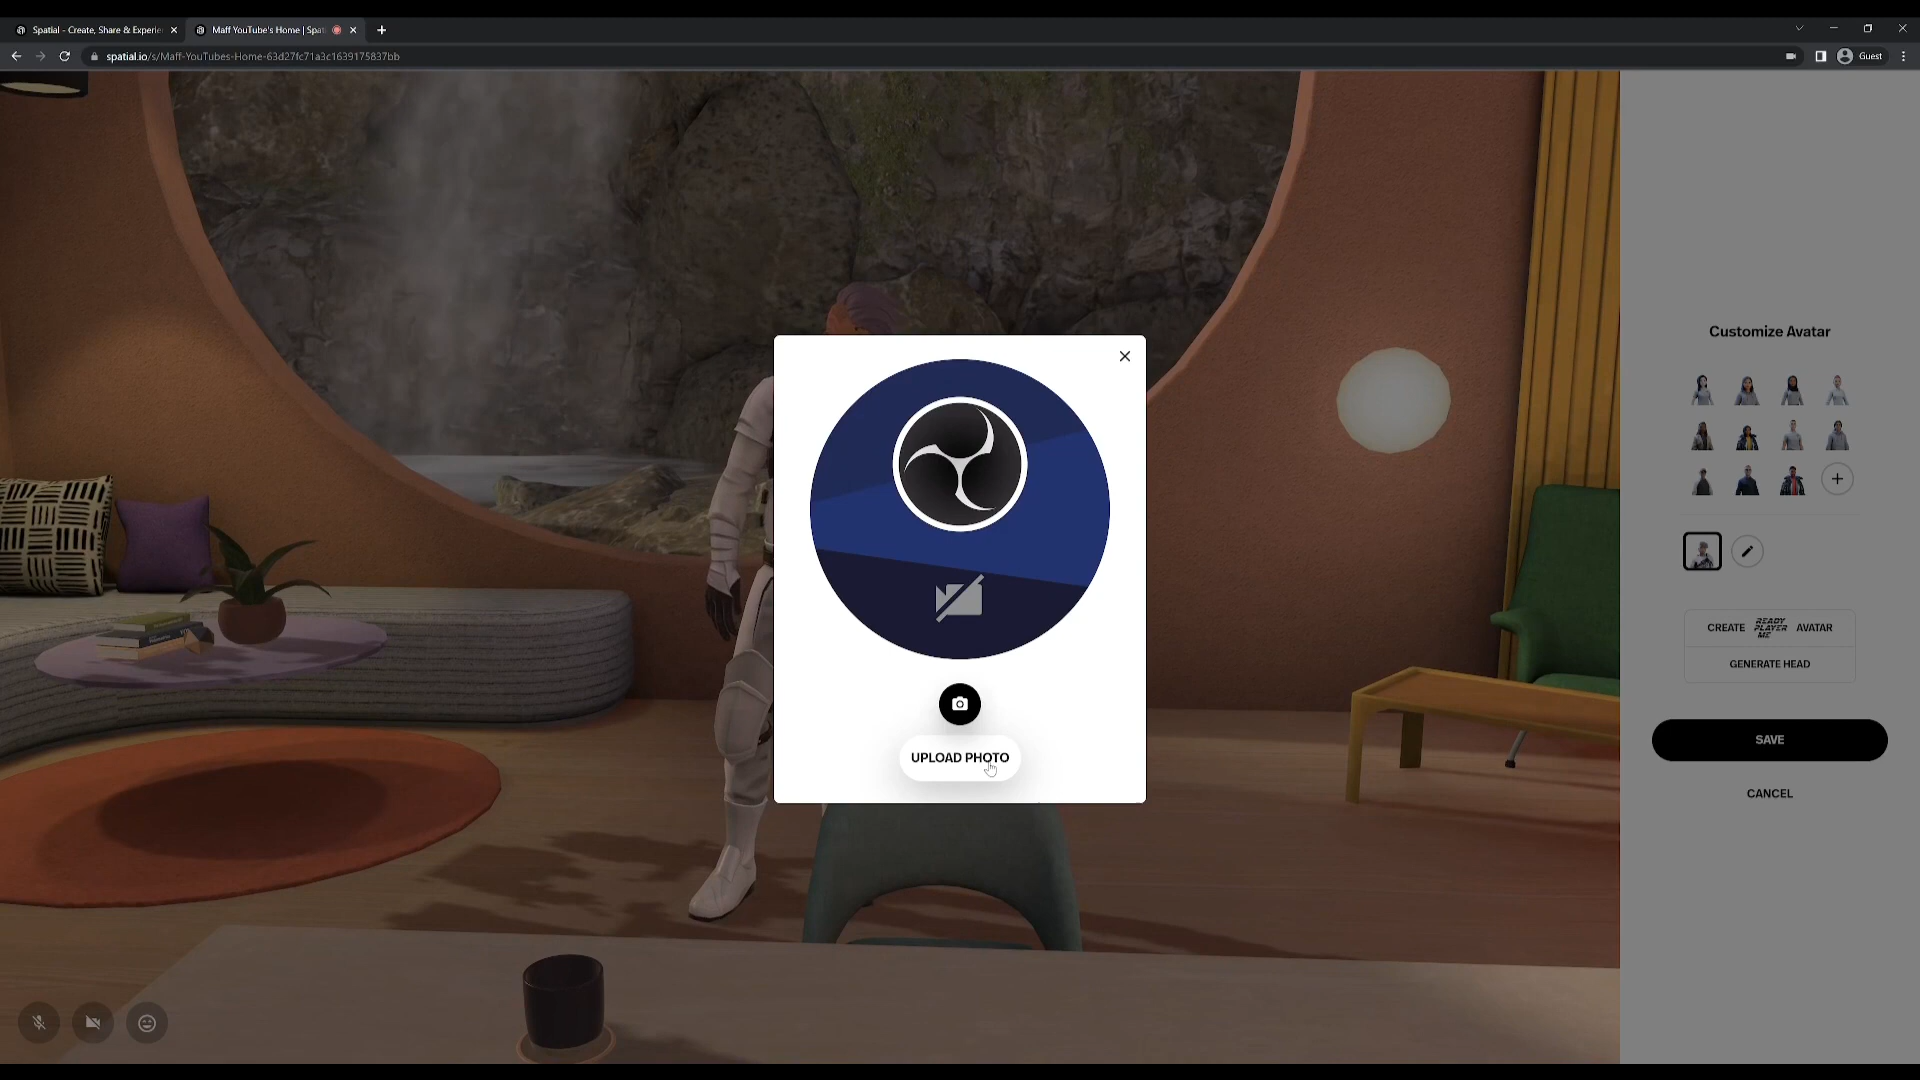 Spatial - Create, Share & Experie
Maff YouTube's Home | Spati
spatial.io/s/Maff-YouTubes-Home-63d27fc71a3c1639175837bb
Guest
Customize Avatar
CREATE READY PLAYER ME AVATAR
GENERATE HEAD
SAVE
CANCEL
UPLOAD PHOTO